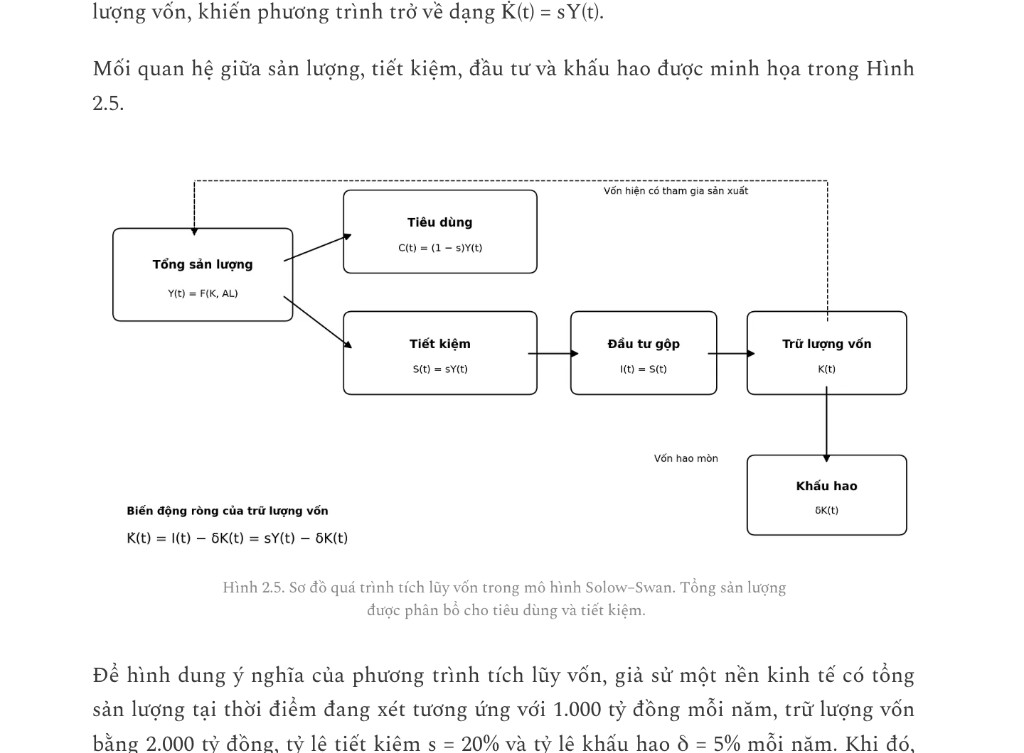 lượng vốn, khiến phương trình trở về dạng K̇(t) = sY(t).
Mối quan hệ giữa sản lượng, tiết kiệm, đầu tư và khấu hao được minh họa trong Hình
2.5.
Vốn hiện có tham gia sản xuất
Tiêu dùng
C(t) = (1 − s)Y(t)
Tổng sản lượng
Y(t) = F(K, AL)
Tiết kiệm
S(t) = sY(t)
Đầu tư gộp
I(t) = S(t)
Trữ lượng vốn
K(t)
Vốn hao mòn
Khấu hao
δK(t)
Biến động ròng của trữ lượng vốn
K(t) = I(t) − δK(t) = sY(t) − δK(t)
Hình 2.5. Sơ đồ quá trình tích lũy vốn trong mô hình Solow–Swan. Tổng sản lượng
được phân bổ cho tiêu dùng và tiết kiệm.
Để hình dung ý nghĩa của phương trình tích lũy vốn, giả sử một nền kinh tế có tổng
sản lượng tại thời điểm đang xét tương ứng với 1.000 tỷ đồng mỗi năm, trữ lượng vốn
bằng 2.000 tỷ đồng, tỷ lệ tiết kiệm s = 20% và tỷ lệ khấu hao δ = 5% mỗi năm. Khi đó,